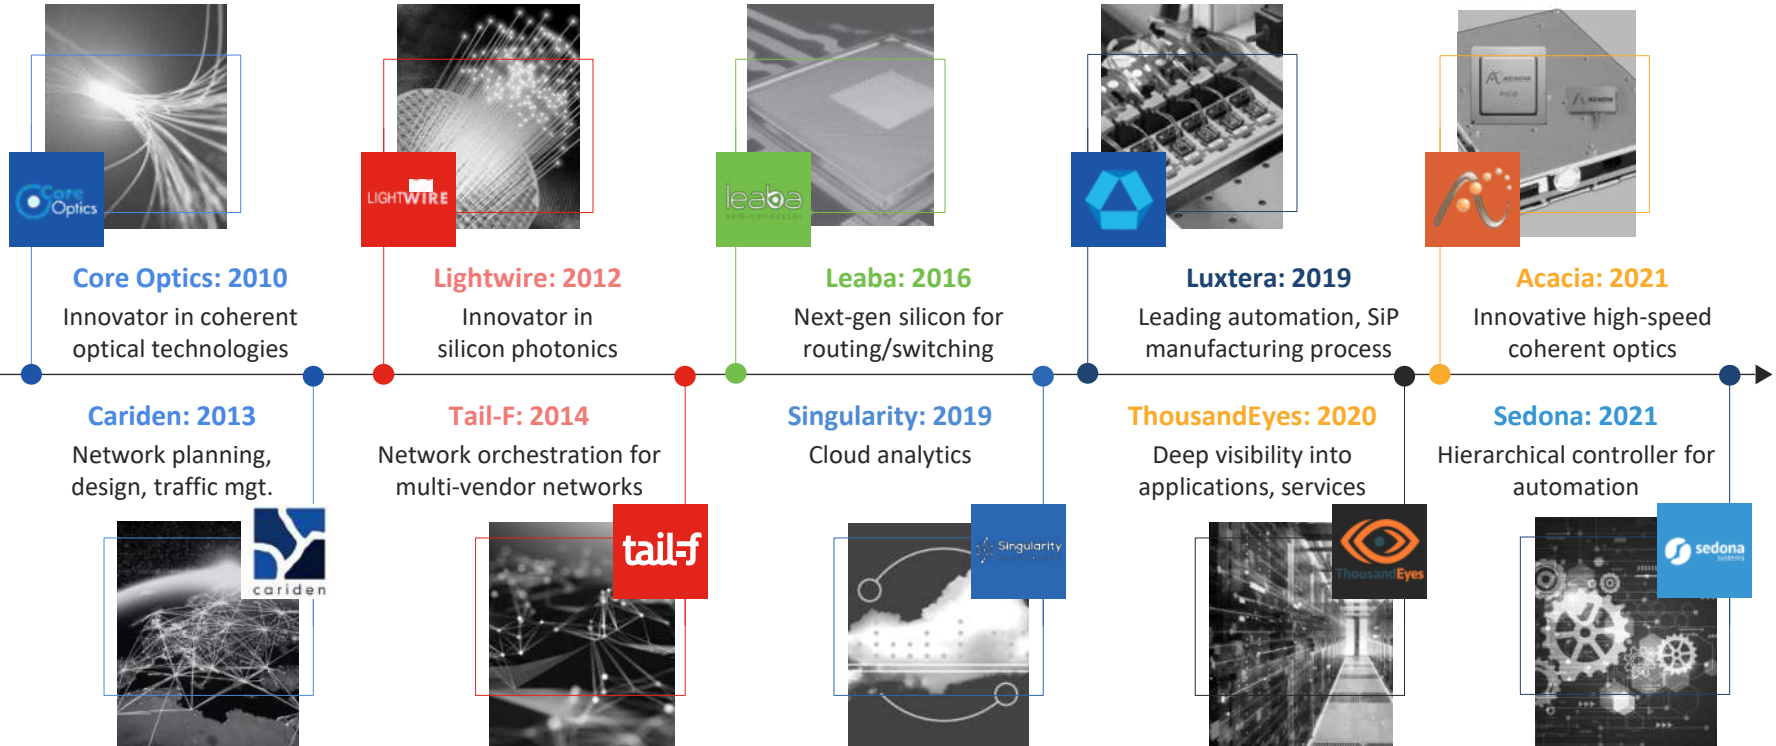 Core
Optics
LIGHTWIRE
leaba
semiconductor
ACACIA
ACACIA
Core Optics: 2010
Innovator in coherent
optical technologies
Lightwire: 2012
Innovator in
silicon photonics
Leaba: 2016
Next-gen silicon for
routing/switching
Luxtera: 2019
Leading automation, SiP
manufacturing process
Acacia: 2021
Innovative high-speed
coherent optics
Cariden: 2013
Network planning,
design, traffic mgt.
Tail-F: 2014
Network orchestration for
multi-vendor networks
Singularity: 2019
Cloud analytics
ThousandEyes: 2020
Deep visibility into
applications, services
Sedona: 2021
Hierarchical controller for
automation
cariden
tail-f
Singularity
ThousandEyes
sedona
systems